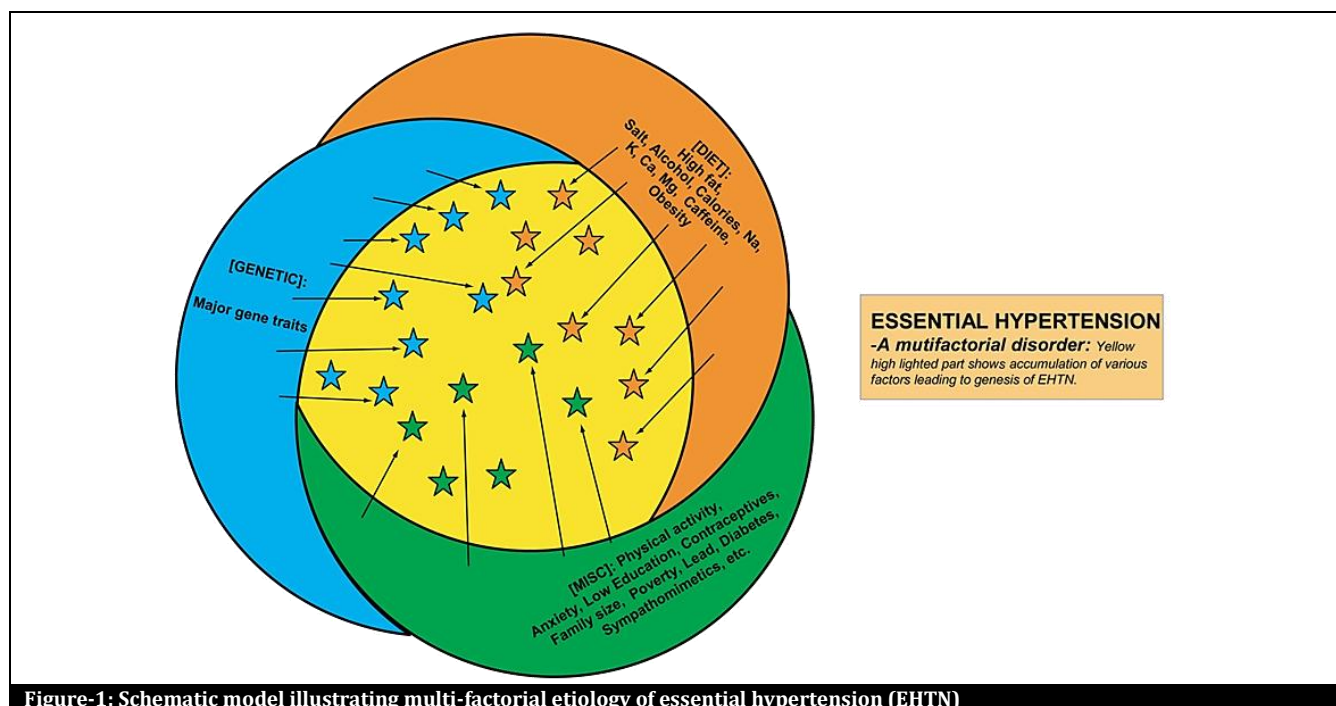 [DIET]:
High fat,
Salt, Alcohol, Calories, Na,
K, Ca, Mg, Caffeine,
Obesity
[GENETIC]:
Major gene traits
[MISC]: Physical activity,
Anxiety, Low Education, Contraceptives,
Family size, Poverty, Lead, Diabetes,
Sympathomimetics, etc.
ESSENTIAL HYPERTENSION
-A mutifactorial disorder: Yellow
high lighted part shows accumulation of various
factors leading to genesis of EHTN.
Figure-1: Schematic model illustrating multi-factorial etiology of essential hypertension (EHTN)